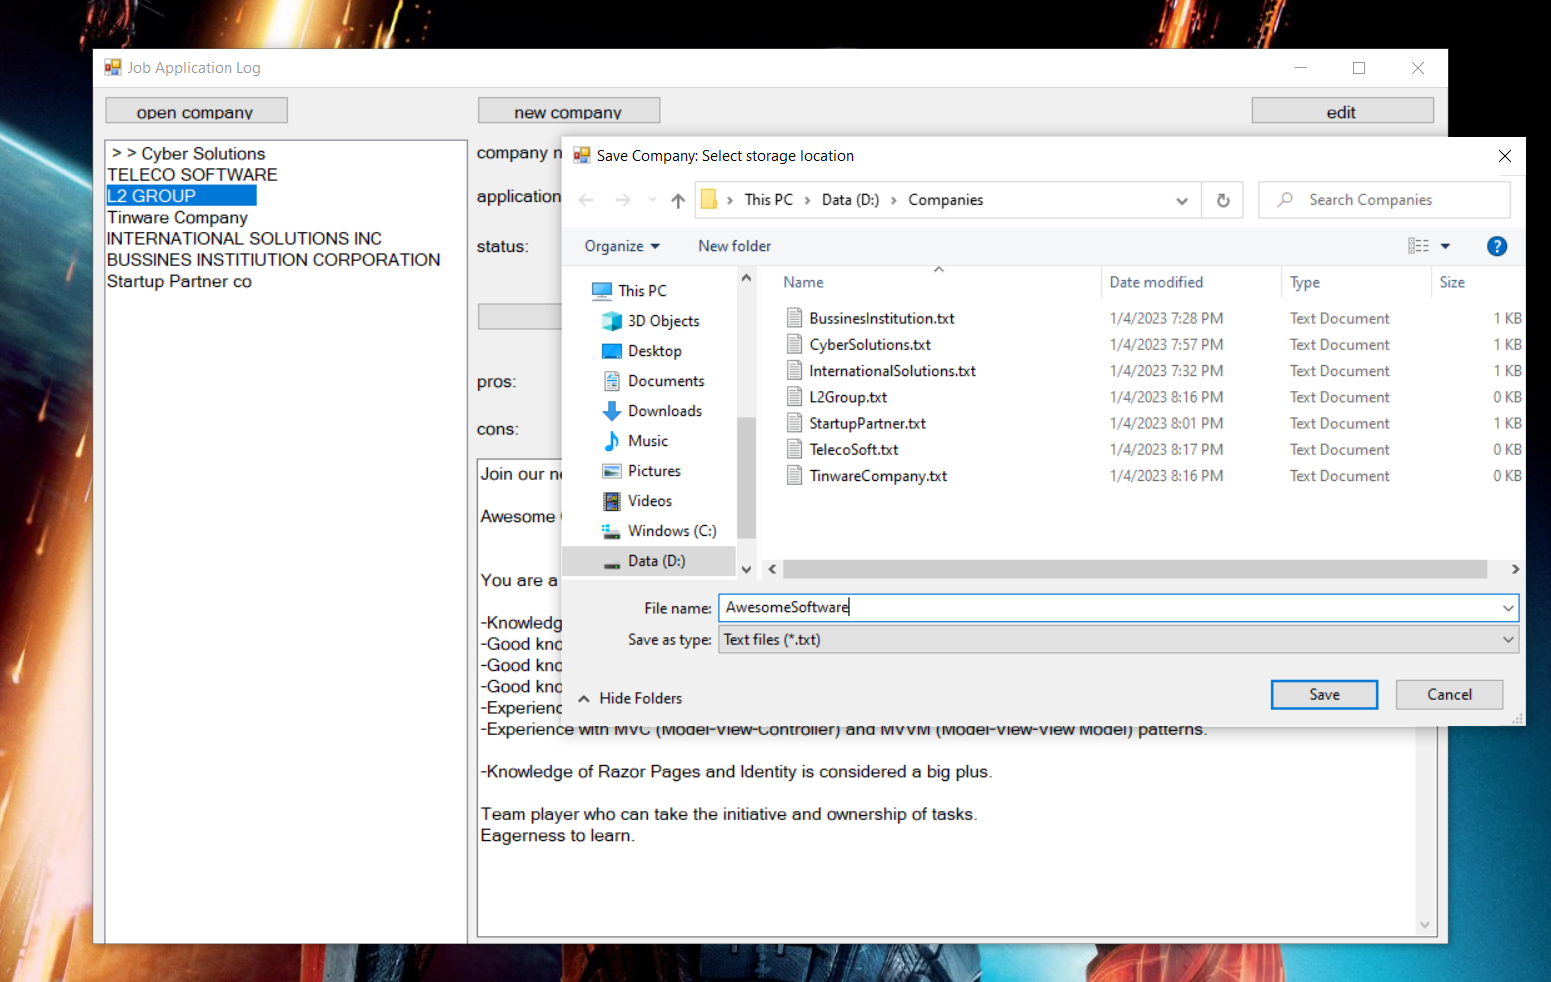 Job Application Log
open company
new company
edit
> > Cyber Solutions
TELECO SOFTWARE
L2 GROUP
Tinware Company
INTERNATIONAL SOLUTIONS INC
BUSSINES INSTITIUTION CORPORATION
Startup Partner co
company n
application
status:
pros:
cons:
Join our n
Awesome
You are a
-Knowledg
-Good kno
-Good kno
-Good kno
-Experienc
-Experience with MVC (Model-View-Controller) and MVVM (Model-View-View Model) patterns.
-Knowledge of Razor Pages and Identity is considered a big plus.
Team player who can take the initiative and ownership of tasks.
Eagerness to learn.
Save Company: Select storage location
This PC > Data (D:) > Companies
Search Companies
Organize
New folder
?
This PC
3D Objects
Desktop
Documents
Downloads
Music
Pictures
Videos
Windows (C:)
Data (D:)
Name Date modified Type Size
BussinesInstitution.txt 1/4/2023 7:28 PM Text Document 1 KB
CyberSolutions.txt 1/4/2023 7:57 PM Text Document 1 KB
InternationalSolutions.txt 1/4/2023 7:32 PM Text Document 1 KB
L2Group.txt 1/4/2023 8:16 PM Text Document 0 KB
StartupPartner.txt 1/4/2023 8:01 PM Text Document 1 KB
TelecoSoft.txt 1/4/2023 8:17 PM Text Document 0 KB
TinwareCompany.txt 1/4/2023 8:16 PM Text Document 0 KB
File name: AwesomeSoftware
Save as type: Text files (*.txt)
Hide Folders
Save
Cancel